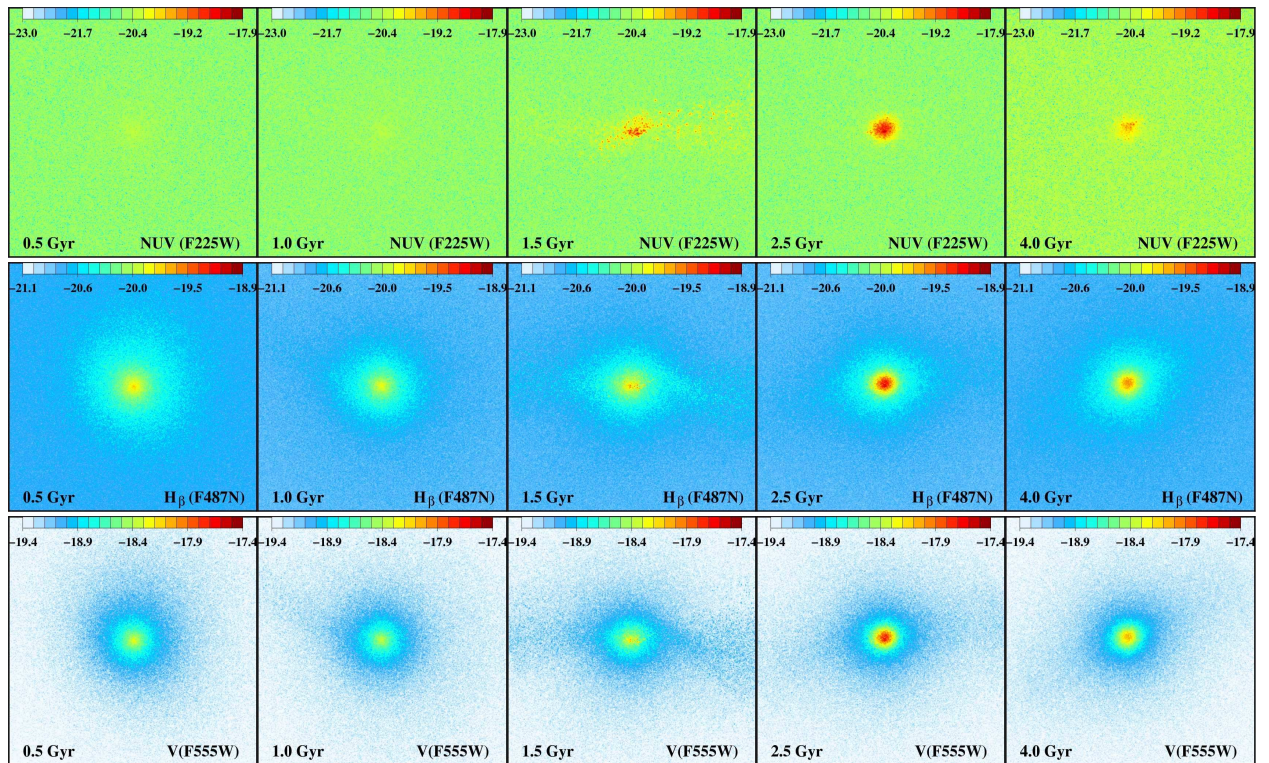 −23.0 −21.7 −20.4 −19.2 −17.9 −23.0 −21.7 −20.4 −19.2 −17.9 −23.0 −21.7 −20.4 −19.2 −17.9 −23.0 −21.7 −20.4 −19.2 −17.9 −23.0 −21.7 −20.4 −19.2 −17.9
0.5 Gyr NUV (F225W) 1.0 Gyr NUV (F225W) 1.5 Gyr NUV (F225W) 2.5 Gyr NUV (F225W) 4.0 Gyr NUV (F225W)
−21.1 −20.6 −20.0 −19.5 −18.9 −21.1 −20.6 −20.0 −19.5 −18.9 −21.1 −20.6 −20.0 −19.5 −18.9 −21.1 −20.6 −20.0 −19.5 −18.9 −21.1 −20.6 −20.0 −19.5 −18.9
0.5 Gyr Hβ (F487N) 1.0 Gyr Hβ (F487N) 1.5 Gyr Hβ (F487N) 2.5 Gyr Hβ (F487N) 4.0 Gyr Hβ (F487N)
−19.4 −18.9 −18.4 −17.9 −17.4 −19.4 −18.9 −18.4 −17.9 −17.4 −19.4 −18.9 −18.4 −17.9 −17.4 −19.4 −18.9 −18.4 −17.9 −17.4 −19.4 −18.9 −18.4 −17.9 −17.4
0.5 Gyr V(F555W) 1.0 Gyr V(F555W) 1.5 Gyr V(F555W) 2.5 Gyr V(F555W) 4.0 Gyr V(F555W)